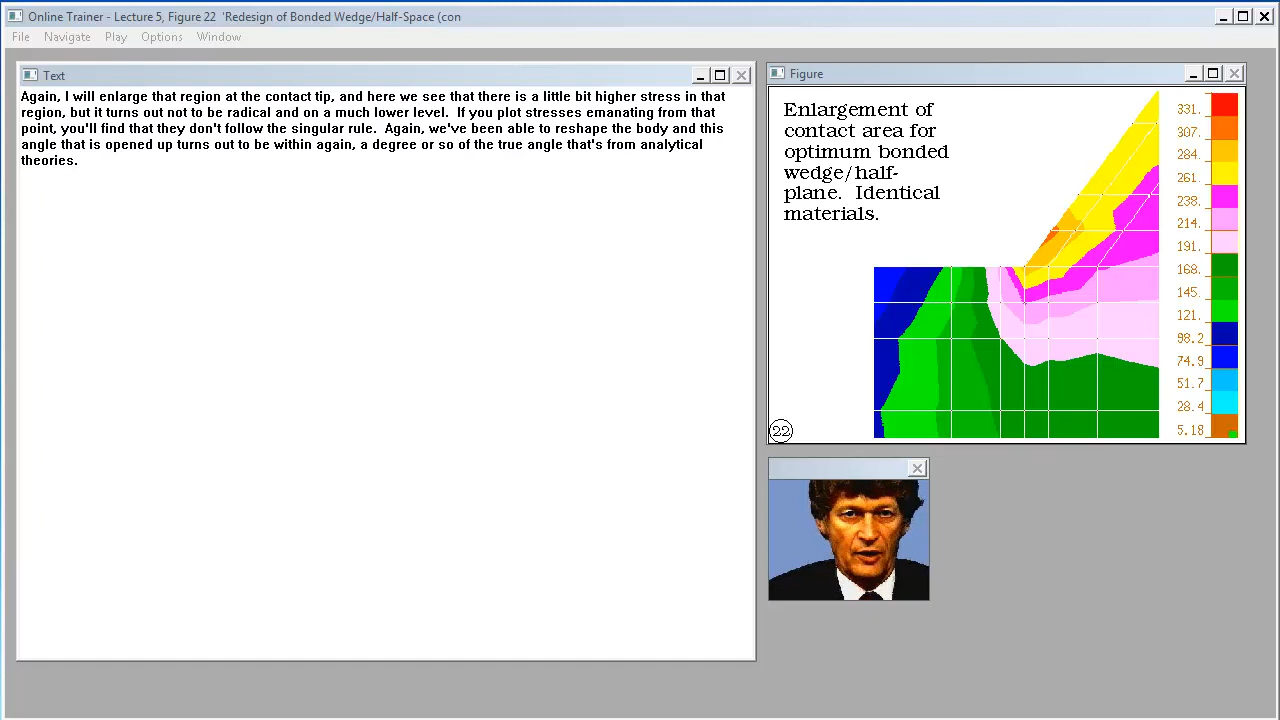 Online Trainer - Lecture 5, Figure 22  'Redesign of Bonded Wedge/Half-Space (con
File Navigate Play Options Window
Text
Again, I will enlarge that region at the contact tip, and here we see that there is a little bit higher stress in that
region, but it turns out not to be radical and on a much lower level.  If you plot stresses emanating from that
point, you'll find that they don't follow the singular rule.  Again, we've been able to reshape the body and this
angle that is opened up turns out to be within again, a degree or so of the true angle that's from analytical
theories.
Figure
Enlargement of
contact area for
optimum bonded
wedge/half-
plane.  Identical
materials.
331.
307.
284.
261.
238.
214.
191.
168.
145.
121.
98.2
74.9
51.7
28.4
5.18
22